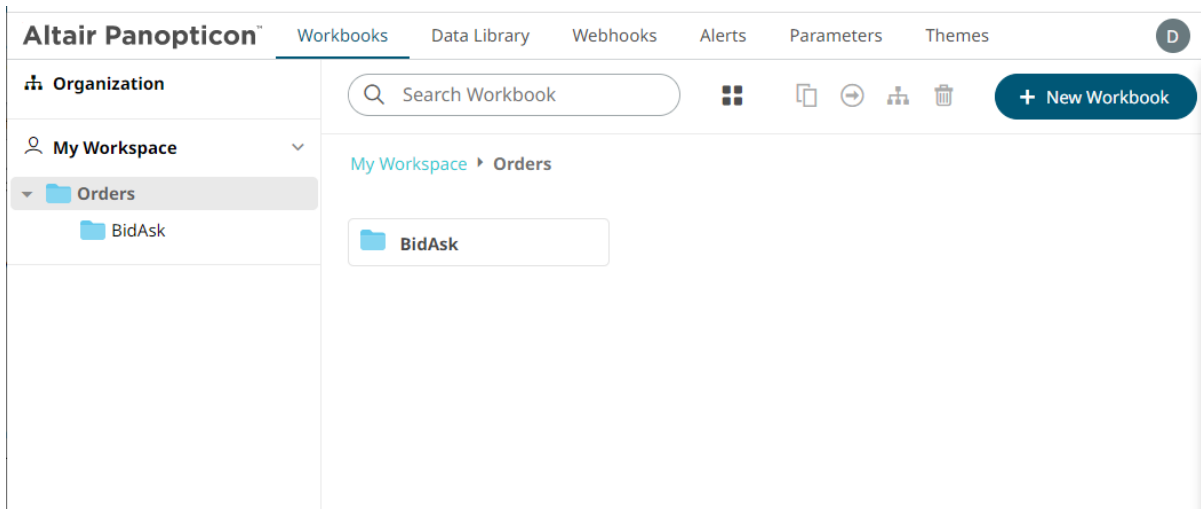 Altair Panopticon™ Workbooks Data Library Webhooks Alerts Parameters Themes D
Organization
Search Workbook + New Workbook
My Workspace
My Workspace Orders
Orders
BidAsk
BidAsk